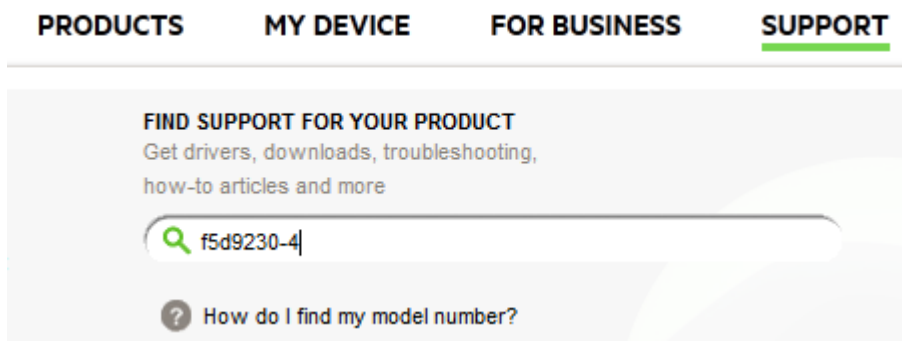 PRODUCTS MY DEVICE FOR BUSINESS SUPPORT
FIND SUPPORT FOR YOUR PRODUCT
Get drivers, downloads, troubleshooting,
how-to articles and more
f5d9230-4
? How do I find my model number?